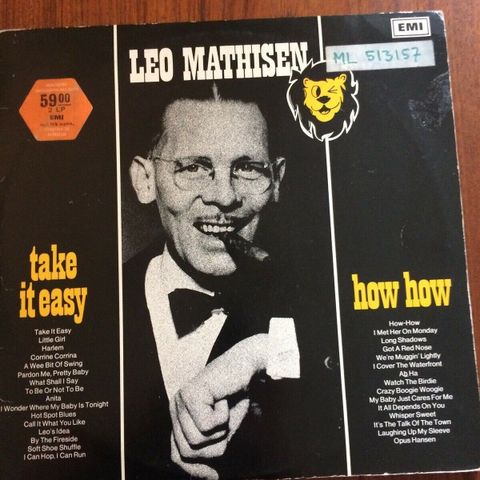 EMI
LEO MATHISEN
ML 513157
59.00
2 LP
EMI
take
it easy
how how
Take It Easy
Little Girl
Harlem
Corrine Corrina
A Wee Bit Of Swing
Pardon Me, Pretty Baby
What Shall I Say
To Be Or Not To Be
Anita
I Wonder Where My Baby Is Tonight
Hot Spot Blues
Call It What You Like
Leo's Idea
By The Fireside
Soft Shoe Shuffle
I Can Hop, I Can Run
How-How
I Met Her On Monday
Long Shadows
Got A Red Nose
We're Muggin' Lightly
I Cover The Waterfront
Ah Ha
Watch The Birdie
Crazy Boogie Woogie
My Baby Just Cares For Me
It All Depends On You
Whisper Sweet
It's The Talk Of The Town
Laughing Up My Sleeve
Opus Hansen